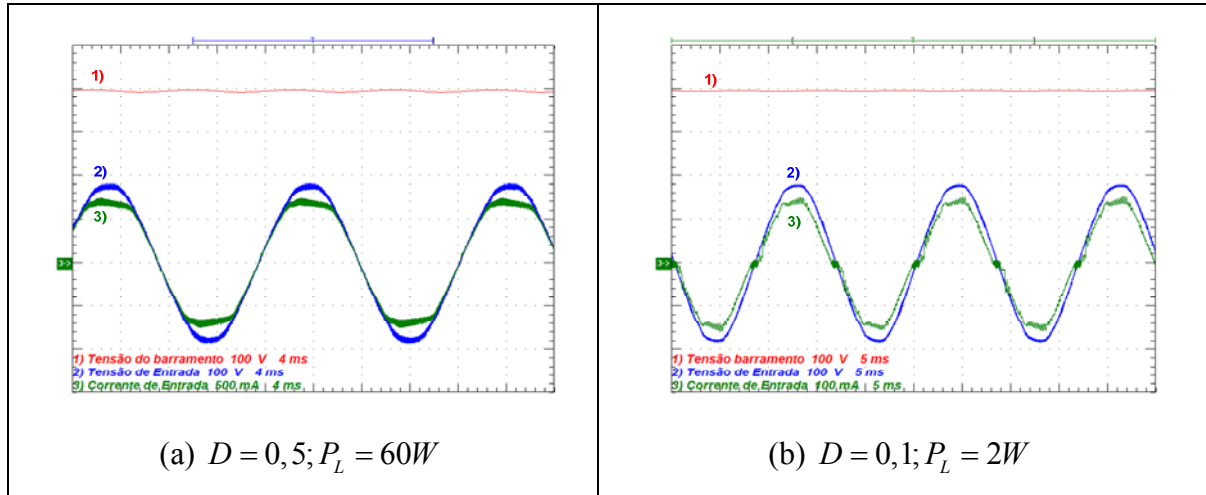 1)
2)
3)
3->
1) Tensão do barramento 100 V 4 ms
2) Tensão de Entrada 100 V 4 ms
3) Corrente de Entrada 500 mA 4 ms
(a) D = 0,5; P_L = 60W
1)
2)
3)
3->
1) Tensão barramento 100 V 5 ms
2) Tensão de Entrada 100 V 5 ms
3) Corrente de Entrada 100 mA 5 ms
(b) D = 0,1; P_L = 2W